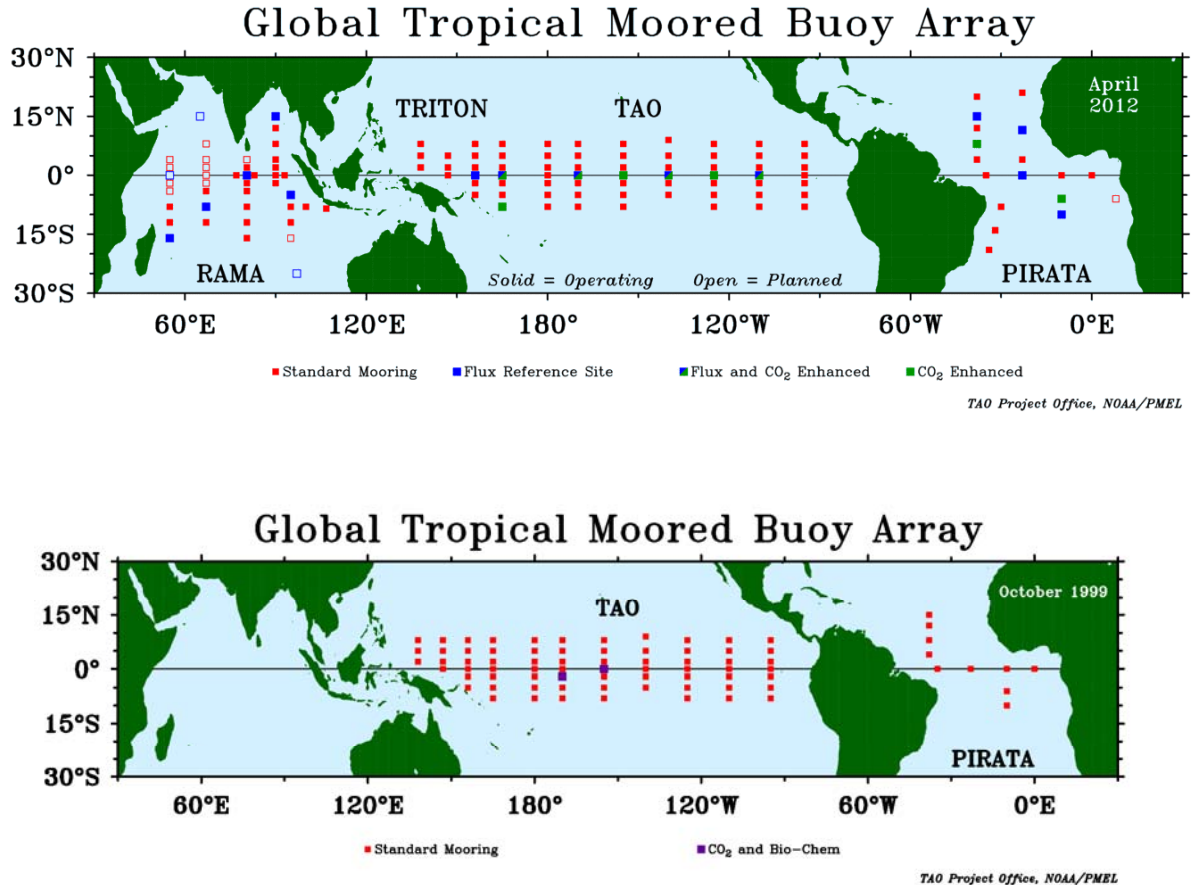 Global Tropical Moored Buoy Array
30°N
15°N
0°
15°S
30°S
TRITON
TAO
April
2012
RAMA
Solid = Operating Open = Planned
PIRATA
60°E 120°E 180° 120°W 60°W 0°E
Standard Mooring Flux Reference Site Flux and CO₂ Enhanced CO₂ Enhanced
TAO Project Office, NOAA/PMEL
Global Tropical Moored Buoy Array
30°N
15°N
0°
15°S
30°S
TAO
October 1999
PIRATA
60°E 120°E 180° 120°W 60°W 0°E
Standard Mooring CO₂ and Bio-Chem
TAO Project Office, NOAA/PMEL